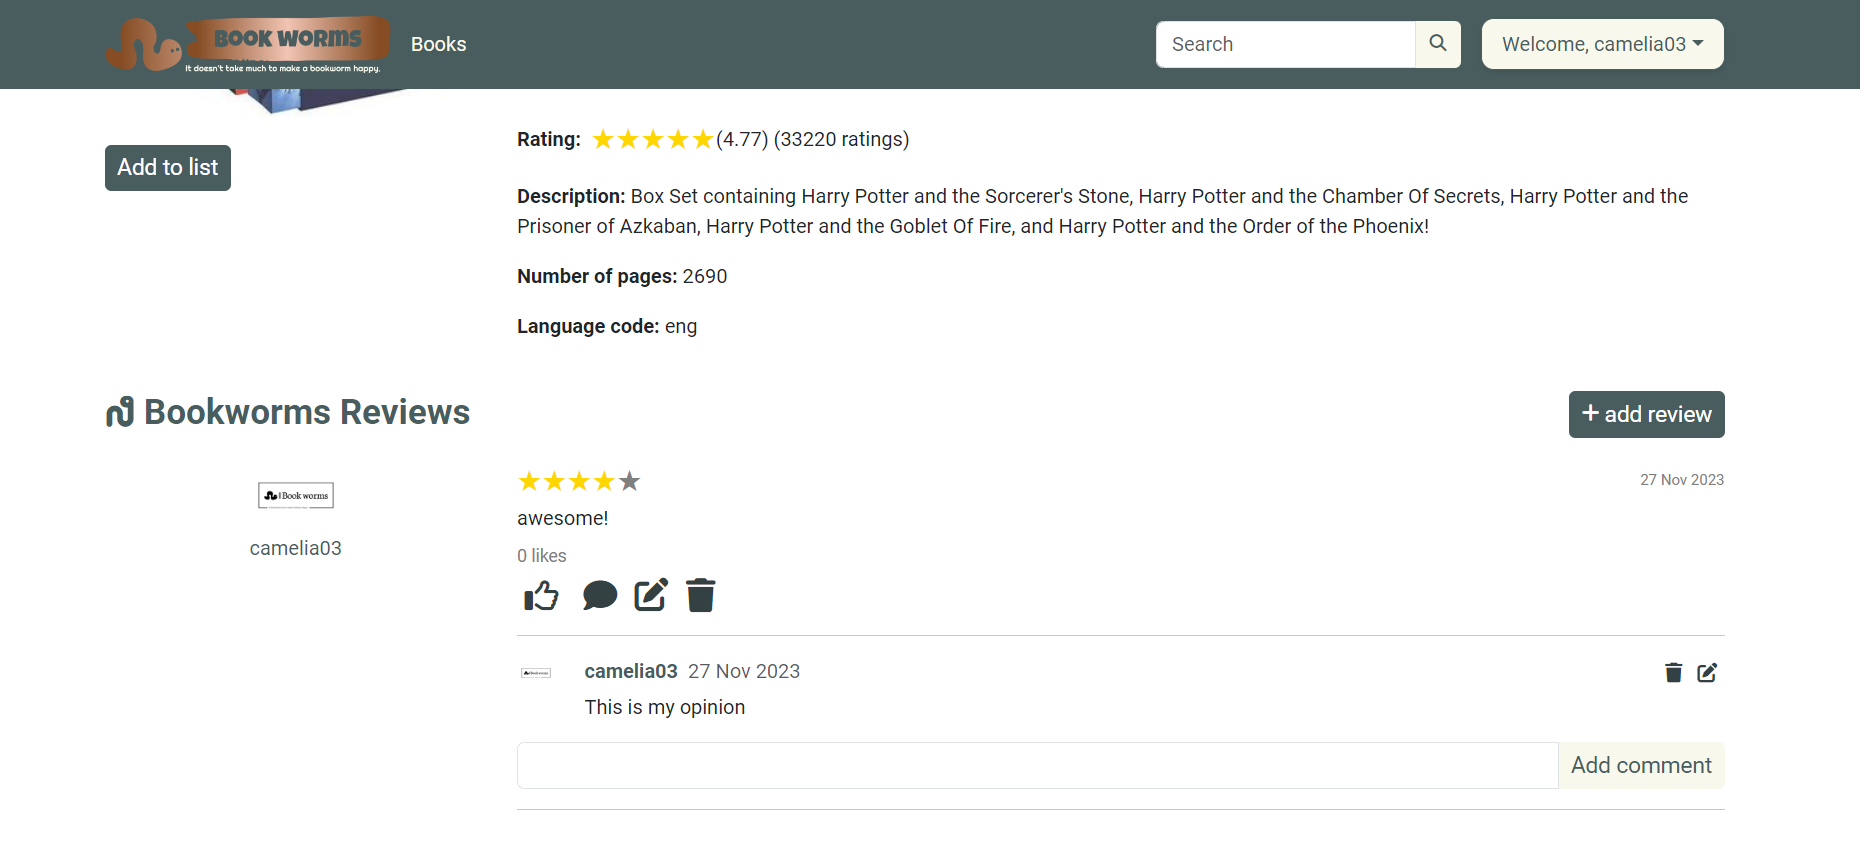 BOOK WORMS
It doesn't take much to make a bookworm happy.
Books
Search
Welcome, camelia03
Add to list
Rating: (4.77) (33220 ratings)
Description: Box Set containing Harry Potter and the Sorcerer's Stone, Harry Potter and the Chamber Of Secrets, Harry Potter and the
Prisoner of Azkaban, Harry Potter and the Goblet Of Fire, and Harry Potter and the Order of the Phoenix!
Number of pages: 2690
Language code: eng
Bookworms Reviews
+ add review
27 Nov 2023
Book worms
camelia03
awesome!
0 likes
camelia03 27 Nov 2023
This is my opinion
Add comment